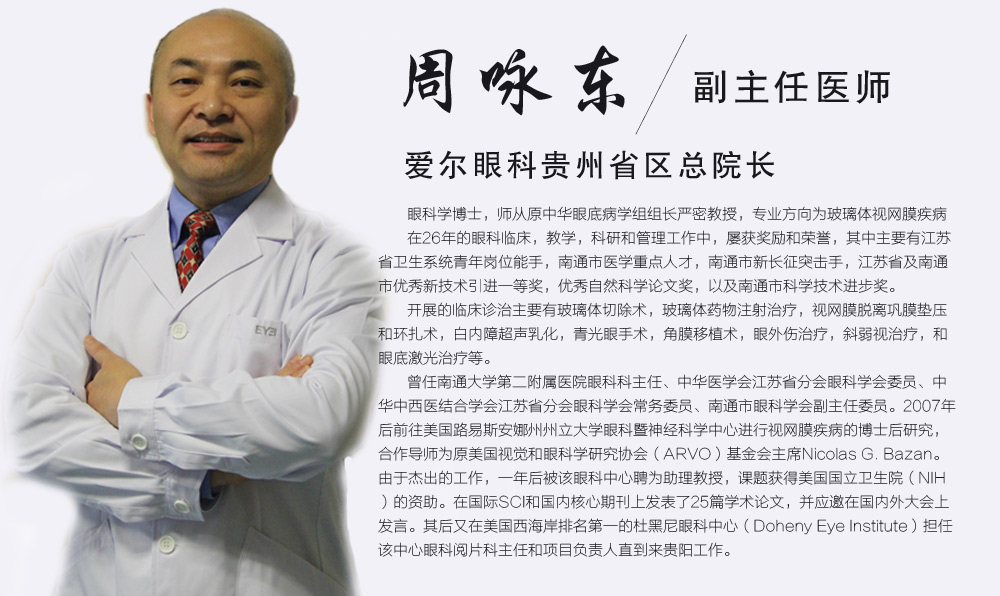 周咏东/副主任医师
爱尔眼科贵州省区总院长
眼科学博士，师从原中华眼底病学组组长严密教授，专业方向为玻璃体视网膜疾病
在26年的眼科临床，教学，科研和管理工作中，屡获奖励和荣誉，其中主要有江苏
省卫生系统青年岗位能手，南通市医学重点人才，南通市新长征突击手，江苏省及南通
市优秀新技术引进一等奖，优秀自然科学论文奖，以及南通市科学技术进步奖。
开展的临床诊治主要有玻璃体切除术，玻璃体药物注射治疗，视网膜脱离巩膜垫压
和环扎术，白内障超声乳化，青光眼手术，角膜移植术，眼外伤治疗，斜弱视治疗，和
眼底激光治疗等。
曾任南通大学第二附属医院眼科科主任、中华医学会江苏省分会眼科学会委员、中
华中西医结合学会江苏省分会眼科学会常务委员、南通市眼科学会副主任委员。2007年
后前往美国路易斯安娜州州立大学眼科暨神经科学中心进行视网膜疾病的博士后研究，
合作导师为原美国视觉和眼科学研究协会（ARVO）基金会主席Nicolas G. Bazan。
由于杰出的工作，一年后被该眼科中心聘为助理教授，课题获得美国国立卫生院（NIH
）的资助。在国际SCI和国内核心期刊上发表了25篇学术论文，并应邀在国内外大会上
发言。其后又在美国西海岸排名第一的杜黑尼眼科中心（Doheny Eye Institute）担任
该中心眼科阅片科主任和项目负责人直到来贵阳工作。
EYE